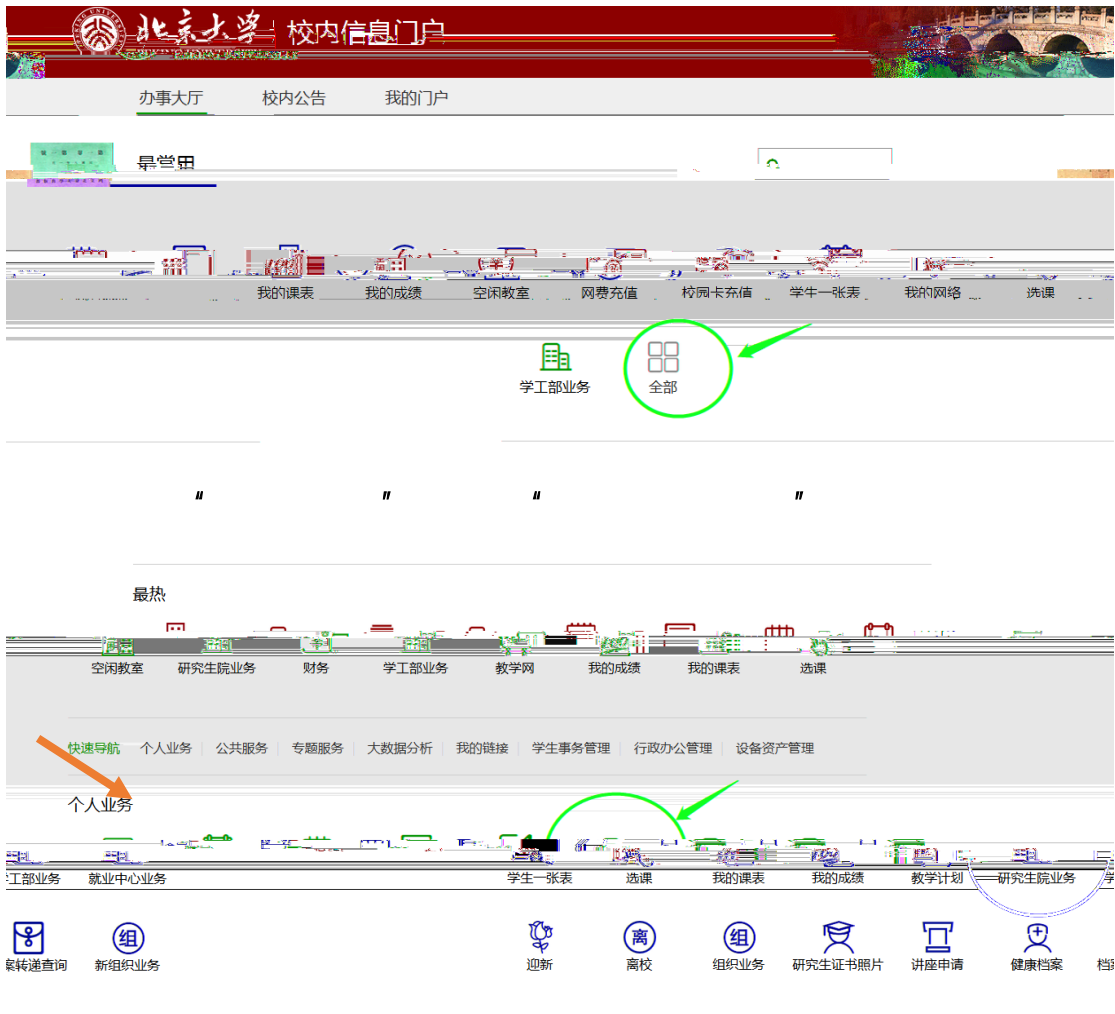 北京大学 校内信息门户
办事大厅 校内公告 我的门户
最常用
我的课表 我的成绩 空闲教室 网费充值 校园卡充值 学生一张表 我的网络 选课
学工部业务 全部
“ ” “ ”
最热
空闲教室 研究生院业务 财务 学工部业务 教学网 我的成绩 我的课表 选课
快速导航 个人业务 公共服务 专题服务 大数据分析 我的链接 学生事务管理 行政办公管理 设备资产管理
个人业务
工部业务 就业中心业务 学生一张表 选课 我的课表 我的成绩 教学计划 研究生院业务 学
组 离 组
案转递查询 新组织业务 迎新 离校 组织业务 研究生证书照片 讲座申请 健康档案 档案